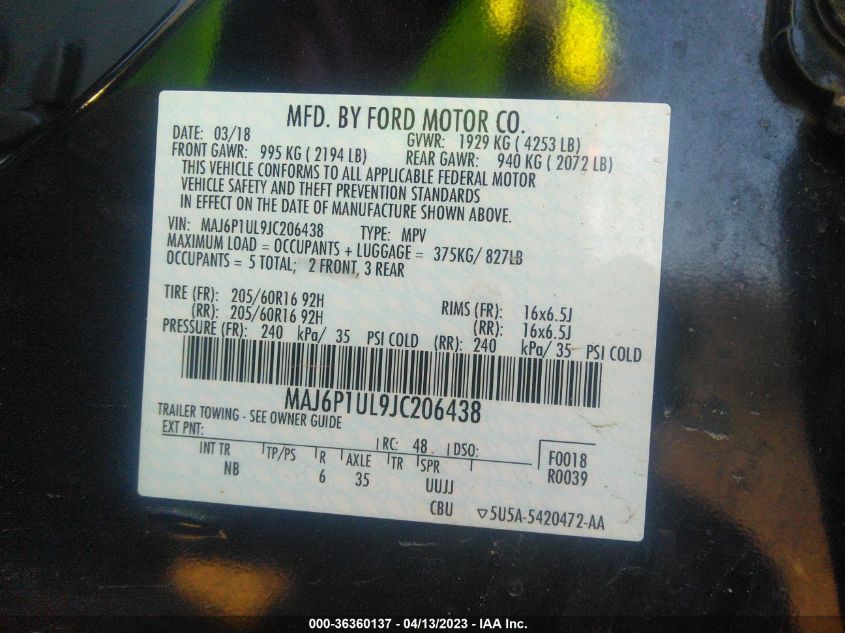 MFD. BY FORD MOTOR CO.
DATE: 03/18 GVWR: 1929 KG ( 4253 LB)
FRONT GAWR: 995 KG ( 2194 LB) REAR GAWR: 940 KG ( 2072 LB)
THIS VEHICLE CONFORMS TO ALL APPLICABLE FEDERAL MOTOR
VEHICLE SAFETY AND THEFT PREVENTION STANDARDS
IN EFFECT ON THE DATE OF MANUFACTURE SHOWN ABOVE.
VIN: MAJ6P1UL9JC206438 TYPE: MPV
MAXIMUM LOAD = OCCUPANTS + LUGGAGE = 375KG/ 827LB
OCCUPANTS = 5 TOTAL; 2 FRONT, 3 REAR
TIRE (FR): 205/60R16 92H RIMS (FR): 16x6.5J
(RR): 205/60R16 92H (RR): 16x6.5J
PRESSURE (FR): 240 kPa/ 35 PSI COLD (RR): 240 kPa/ 35 PSI COLD
MAJ6P1UL9JC206438
TRAILER TOWING - SEE OWNER GUIDE
EXT PNT: RC: 48 DSO: F0018
INT TR TP/PS R AXLE TR SPR R0039
NB 6 35 UUJJ
CBU 5U5A-5420472-AA
000-36360137 - 04/13/2023 - IAA Inc.